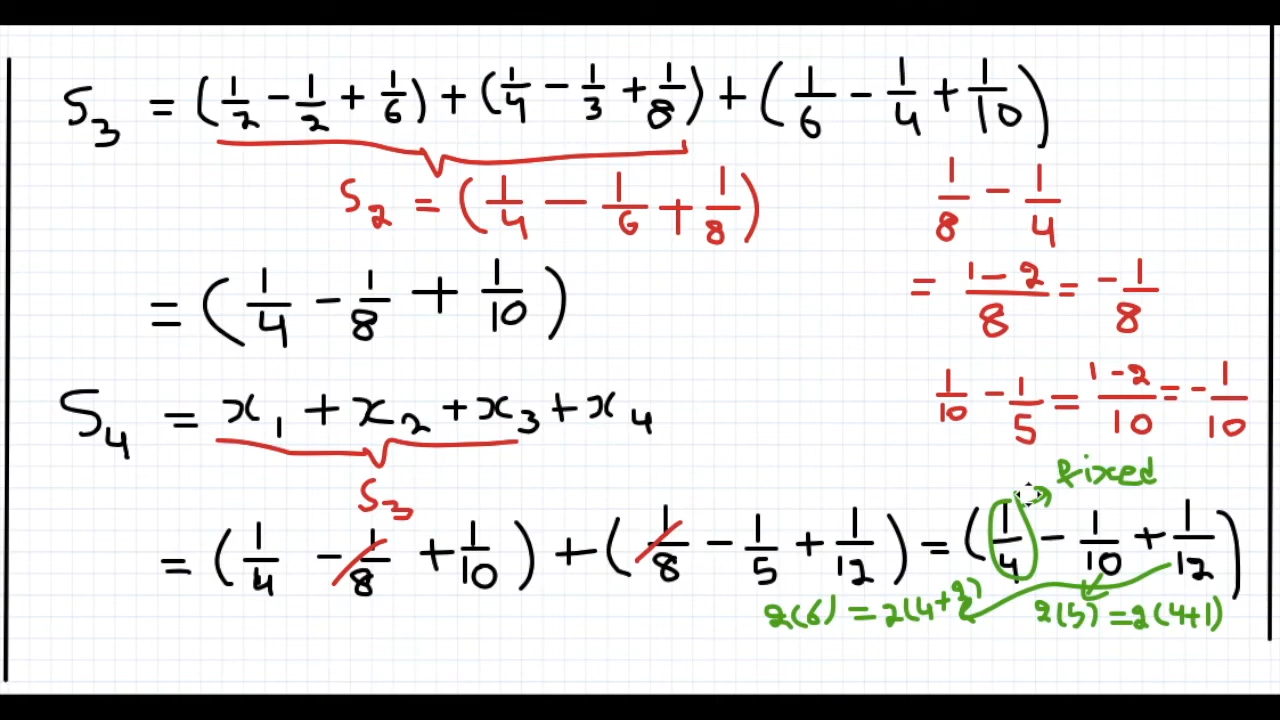 S₃ = (1/2 − 1/2 + 1/6) + (1/4 − 1/3 + 1/8) + (1/6 − 1/4 + 1/10)
S₂ = (1/4 − 1/6 + 1/8)
1/8 − 1/4
= (1/4 − 1/8 + 1/10)
= (1−2)/8 = −1/8
S₄ = x₁ + x₂ + x₃ + x₄
1/10 − 1/5 = (1−2)/10 = −1/10
S₃
fixed
= (1/4 − 1/8 + 1/10) + (1/8 − 1/5 + 1/12) = (1/4 − 1/10 + 1/12)
2(6) = 2(4+2)
2(5) = 2(4+1)